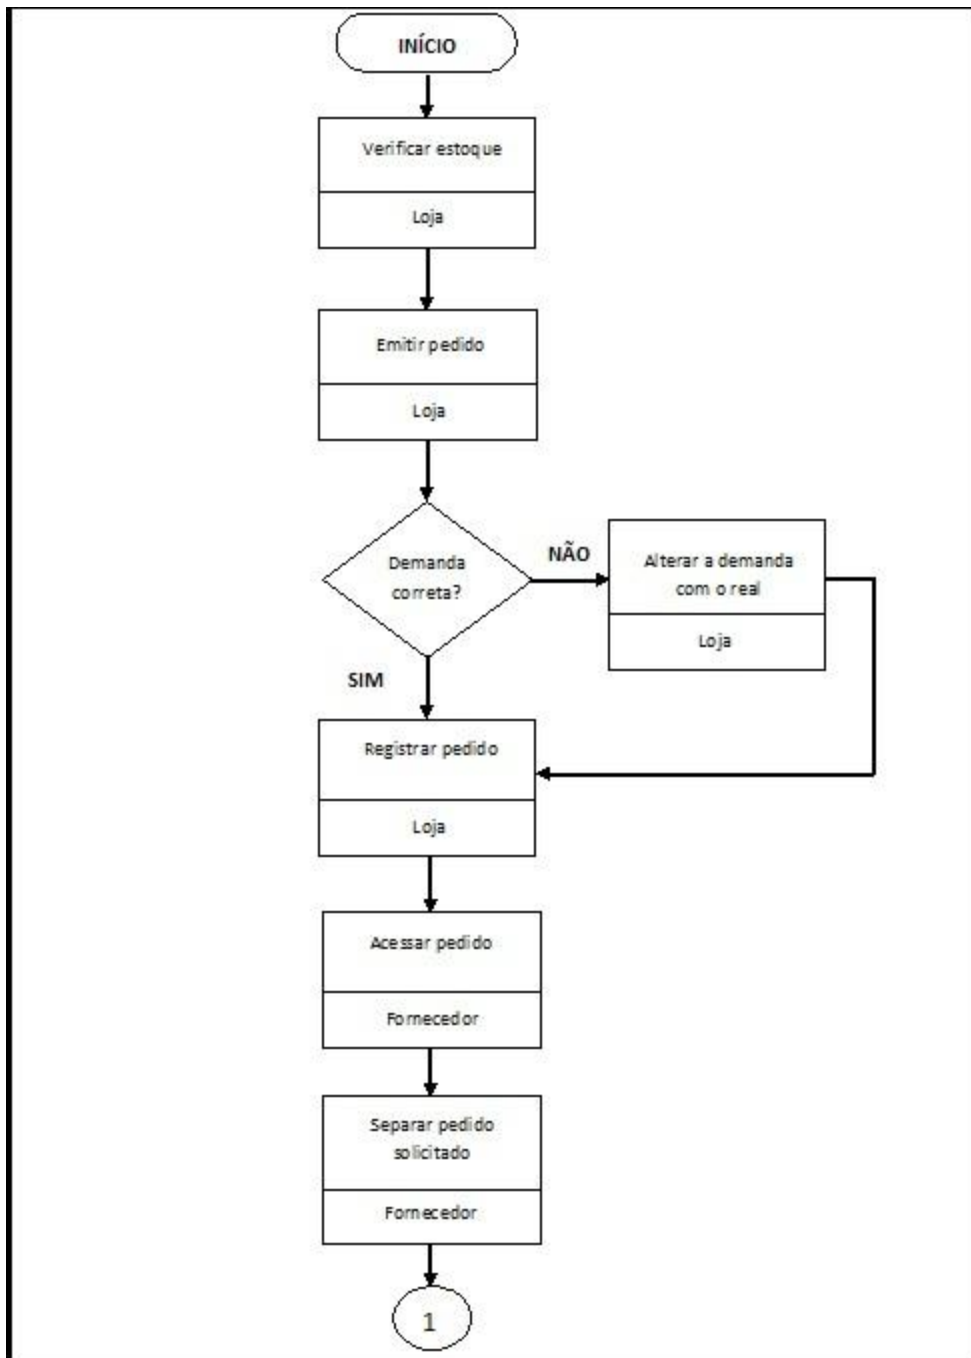 INÍCIO
Verificar estoque
Loja
Emitir pedido
Loja
Demanda
correta?
NÃO
Alterar a demanda
com o real
Loja
SIM
Registrar pedido
Loja
Acessar pedido
Fornecedor
Separar pedido
solicitado
Fornecedor
1